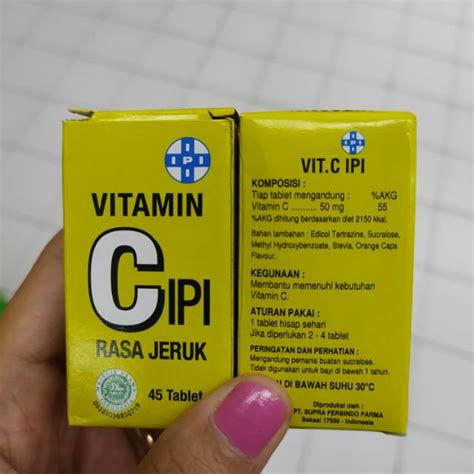 IPI
VITAMIN
C IPI
RASA JERUK
45 Tablet
IPI
VIT.C IPI
KOMPOSISI :
Tiap tablet mengandung : %AKG
Vitamin C .......... 50 mg 55
%AKG dihitung berdasarkan diet 2150 kkal.
Bahan tambahan : Edicol Tartrazine, Sucralose,
Methyl Hydroxybenzoate, Stevia, Orange Caps
Flavour.
KEGUNAAN :
Membantu memenuhi kebutuhan
Vitamin C.
ATURAN PAKAI :
1 tablet hisap sehari
Jika diperlukan 2 - 4 tablet
PERINGATAN DAN PERHATIAN :
Mengandung pemanis buatan sucralose.
Tidak digunakan untuk bayi di bawah 1 tahun.
DI BAWAH SUHU 30°C
Diproduksi oleh :
PT. SUPRA FERBINDO FARMA
Bekasi 17530 - Indonesia